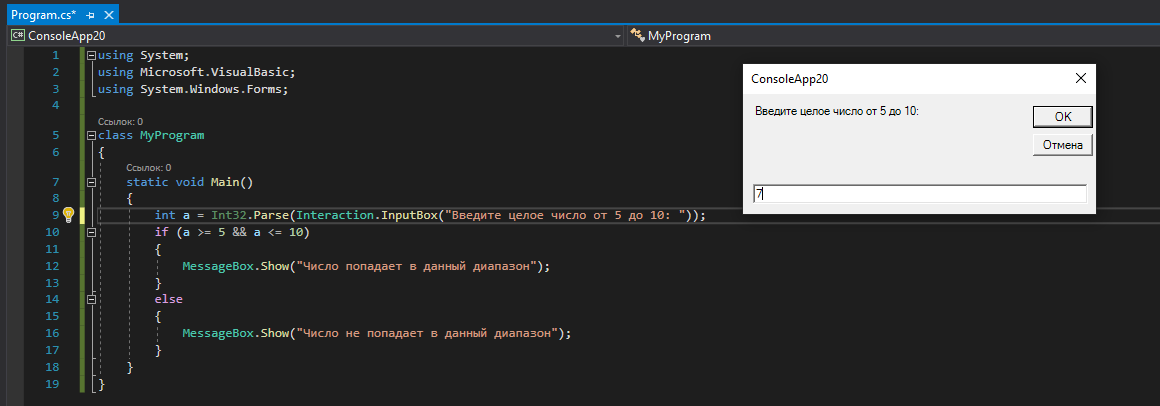 Program.cs*
ConsoleApp20
MyProgram
1 using System;
2 using Microsoft.VisualBasic;
3 using System.Windows.Forms;
4
Ссылок: 0
5 class MyProgram
6 {
Ссылок: 0
7 static void Main()
8 {
9 int a = Int32.Parse(Interaction.InputBox("Введите целое число от 5 до 10: "));
10 if (a >= 5 && a <= 10)
11 {
12 MessageBox.Show("Число попадает в данный диапазон");
13 }
14 else
15 {
16 MessageBox.Show("Число не попадает в данный диапазон");
17 }
18 }
19 }
ConsoleApp20
Введите целое число от 5 до 10:
OK
Отмена
7